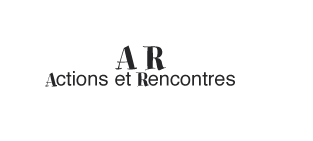 A R
Actions et Rencontres